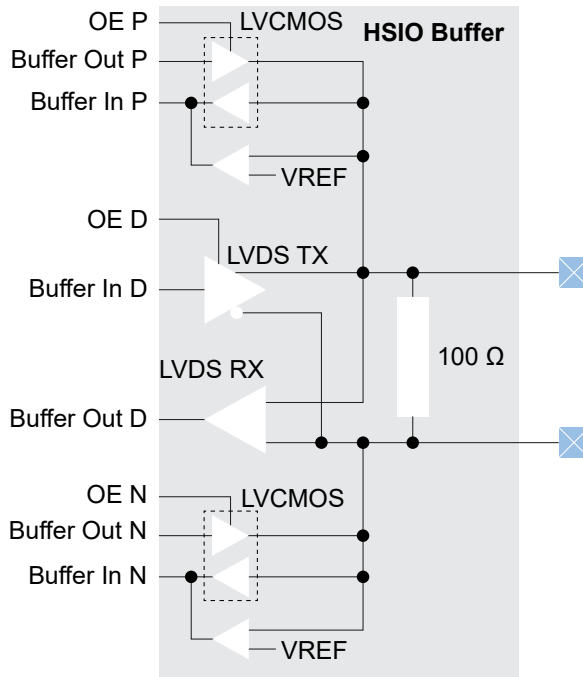 OE P
LVCMOS
HSIO Buffer
Buffer Out P
Buffer In P
VREF
OE D
LVDS TX
Buffer In D
100 Ω
LVDS RX
Buffer Out D
OE N
LVCMOS
Buffer Out N
Buffer In N
VREF